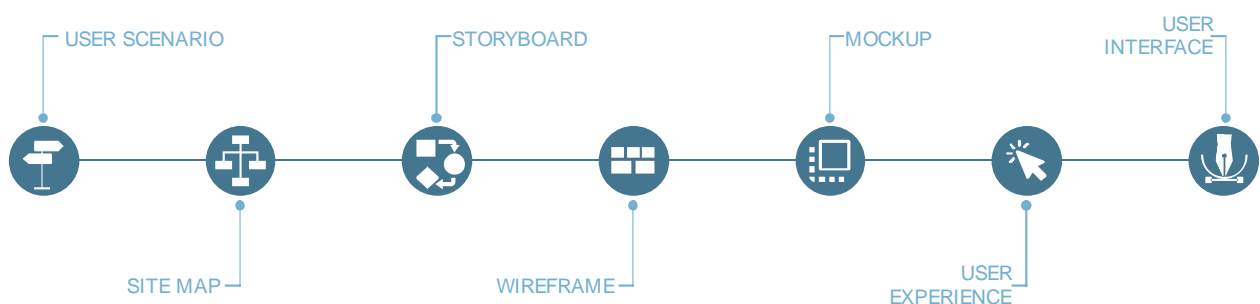 USER SCENARIO
STORYBOARD
MOCKUP
USER
INTERFACE
SITE MAP
WIREFRAME
USER
EXPERIENCE